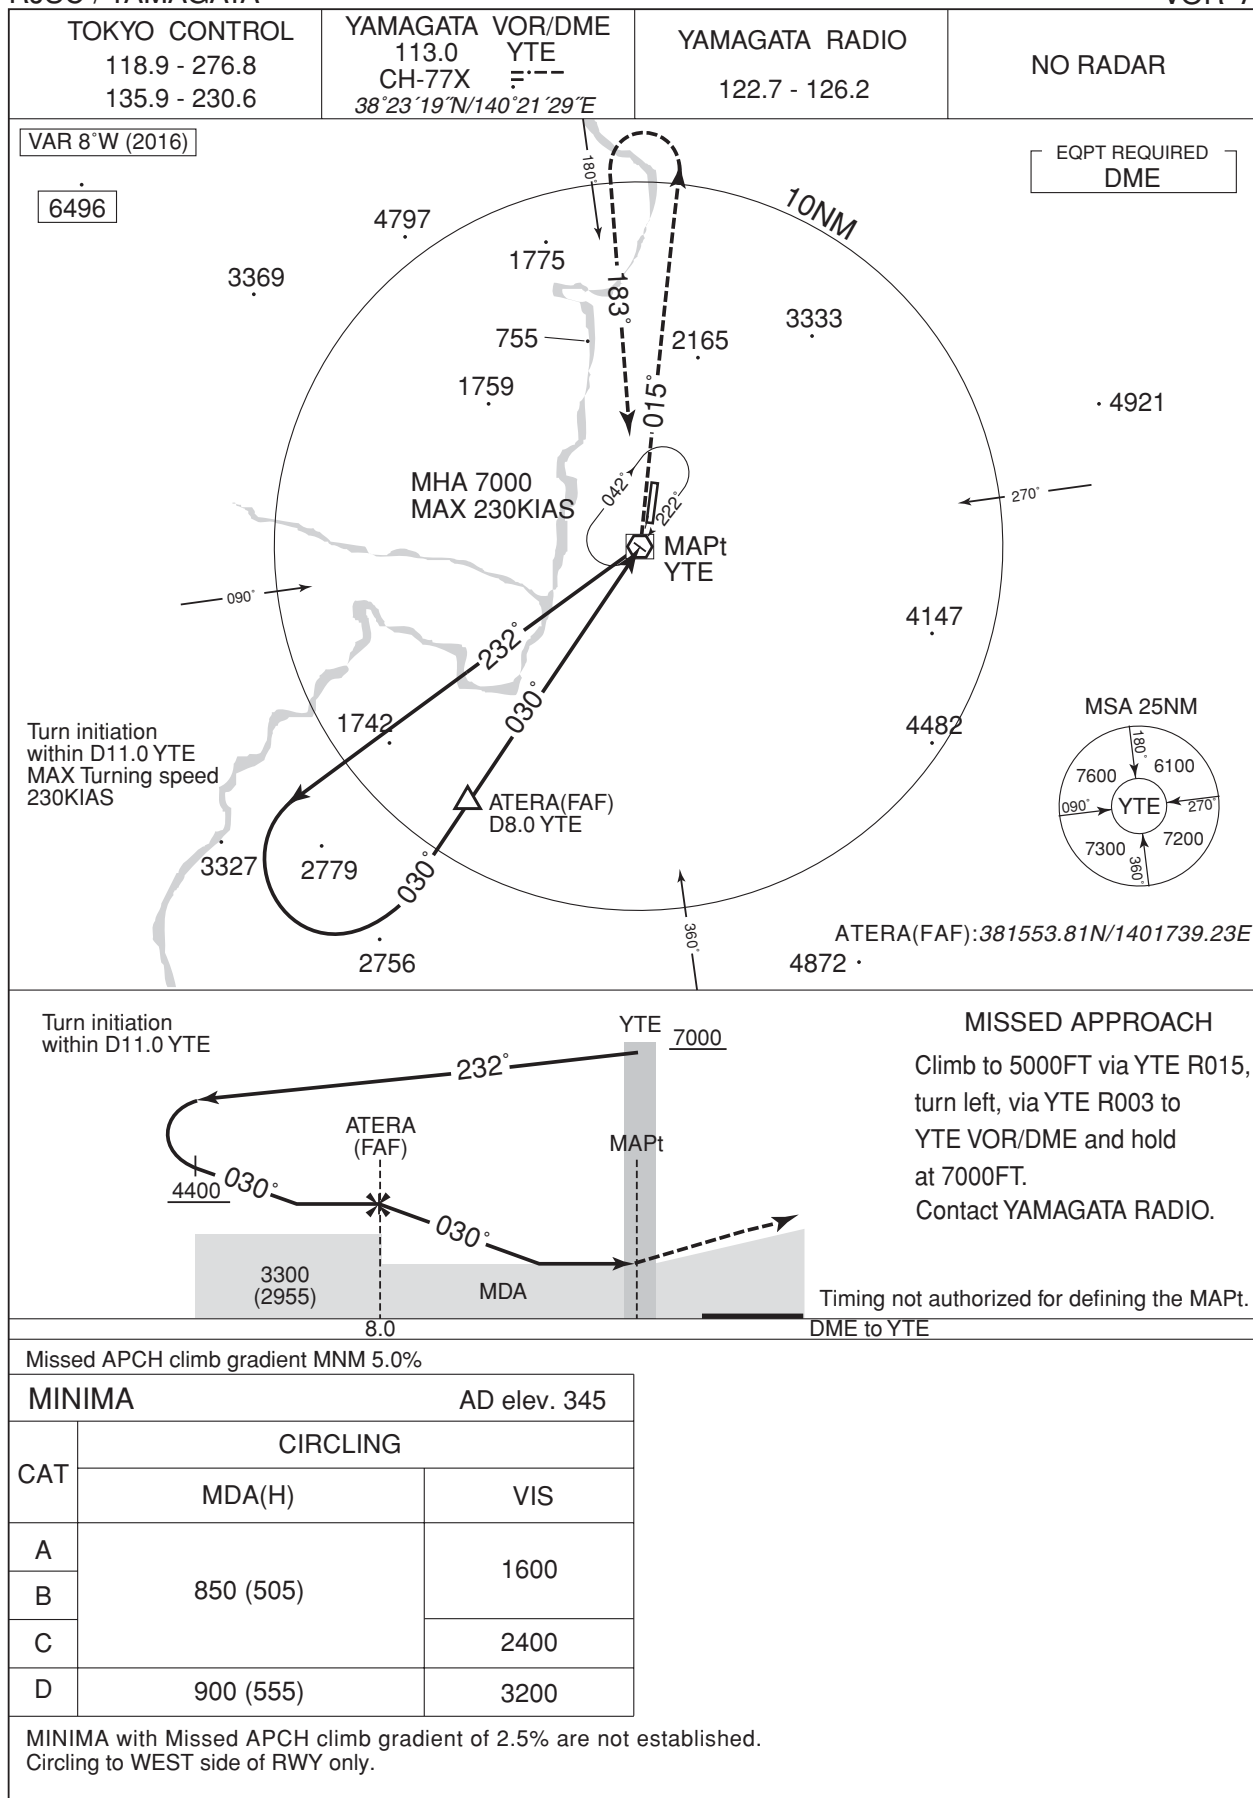 TOKYO CONTROL
118.9 - 276.8
135.9 - 230.6
YAMAGATA VOR/DME
113.0 YTE
CH-77X
38°23´19˝N/140°21´29˝E
YAMAGATA RADIO
122.7 - 126.2
NO RADAR
VAR 8°W (2016)
EQPT REQUIRED
DME
6496
180°
10NM
4797
1775
3369
183°
3333
755
2165
1759
015°
4921
MHA 7000
MAX 230KIAS
042°
222°
270°
MAPt
YTE
090°
4147
232°
030°
MSA 25NM
1742
4482
Turn initiation
within D11.0 YTE
MAX Turning speed
230KIAS
180°
7600
6100
090°
YTE
270°
7300
7200
360°
ATERA(FAF)
D8.0 YTE
3327
2779
030°
360°
ATERA(FAF):381553.81N/1401739.23E
2756
4872
Turn initiation
within D11.0 YTE
YTE
7000
232°
ATERA
(FAF)
MAPt
4400
030°
030°
3300
(2955)
MDA
8.0
DME to YTE
MISSED APPROACH
Climb to 5000FT via YTE R015,
turn left, via YTE R003 to
YTE VOR/DME and hold
at 7000FT.
Contact YAMAGATA RADIO.
Timing not authorized for defining the MAPt.
Missed APCH climb gradient MNM 5.0%
MINIMA AD elev. 345
CAT
CIRCLING
MDA(H) VIS
A
B
850 (505)
1600
C
2400
D 900 (555) 3200
MINIMA with Missed APCH climb gradient of 2.5% are not established.
Circling to WEST side of RWY only.